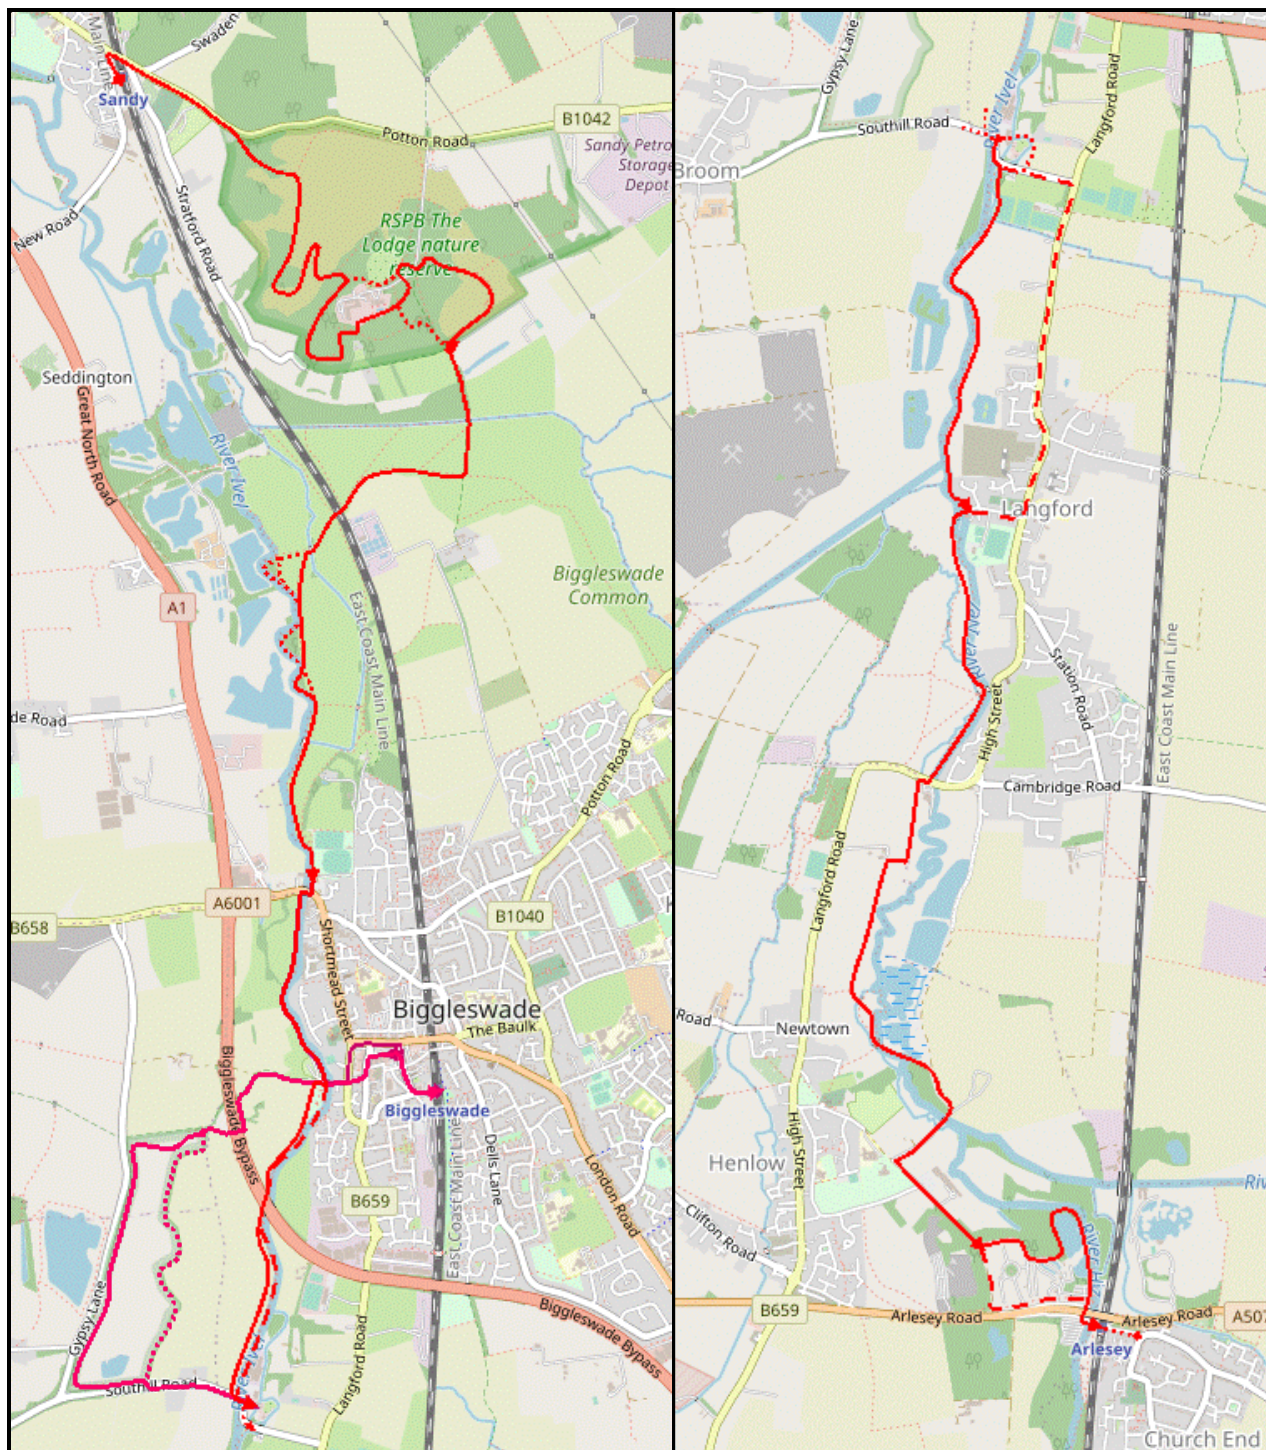 Main Line
Swaden
Sandy
B1042
Potton Road
Sandy Petro
Storage
Depot
Stratford Road
New Road
RSPB The
Lodge nature
reserve
Seddington
Great North Road
River Ivel
A1
Biggleswade
Common
East Coast Main Line
de Road
Potton Road
A6001
B658
B1040
Shortmead Street
Biggleswade
The Baulk
Biggleswade Bypass
Biggleswade
Dells Lane
London Road
B659
East Coast Main Line
Gypsy Lane
Biggleswade Bypass
Langford Road
River Ivel
Southill Road
Gypsy Lane
River Ivel
Langford Road
Southill Road
Broom
Langford
River Ivel
Station Road
East Coast Main Line
High Street
Cambridge Road
Langford Road
Road
Newtown
High Street
Henlow
Riv
Clifton Road
River Hiz
B659
Arlesey Road
Arlesey Road
A507
Arlesey
Church End